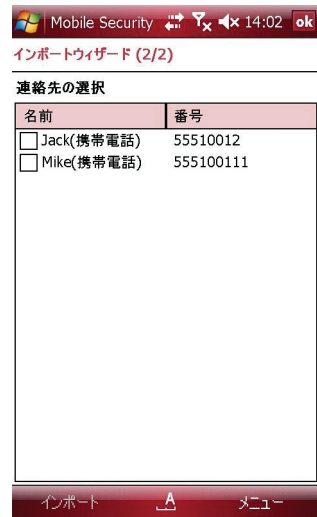 Mobile Security 14:02 ok
インポートウィザード (2/2)
連絡先の選択
名前 番号
Jack(携帯電話) 55510012
Mike(携帯電話) 555100111
インポート A メニュー